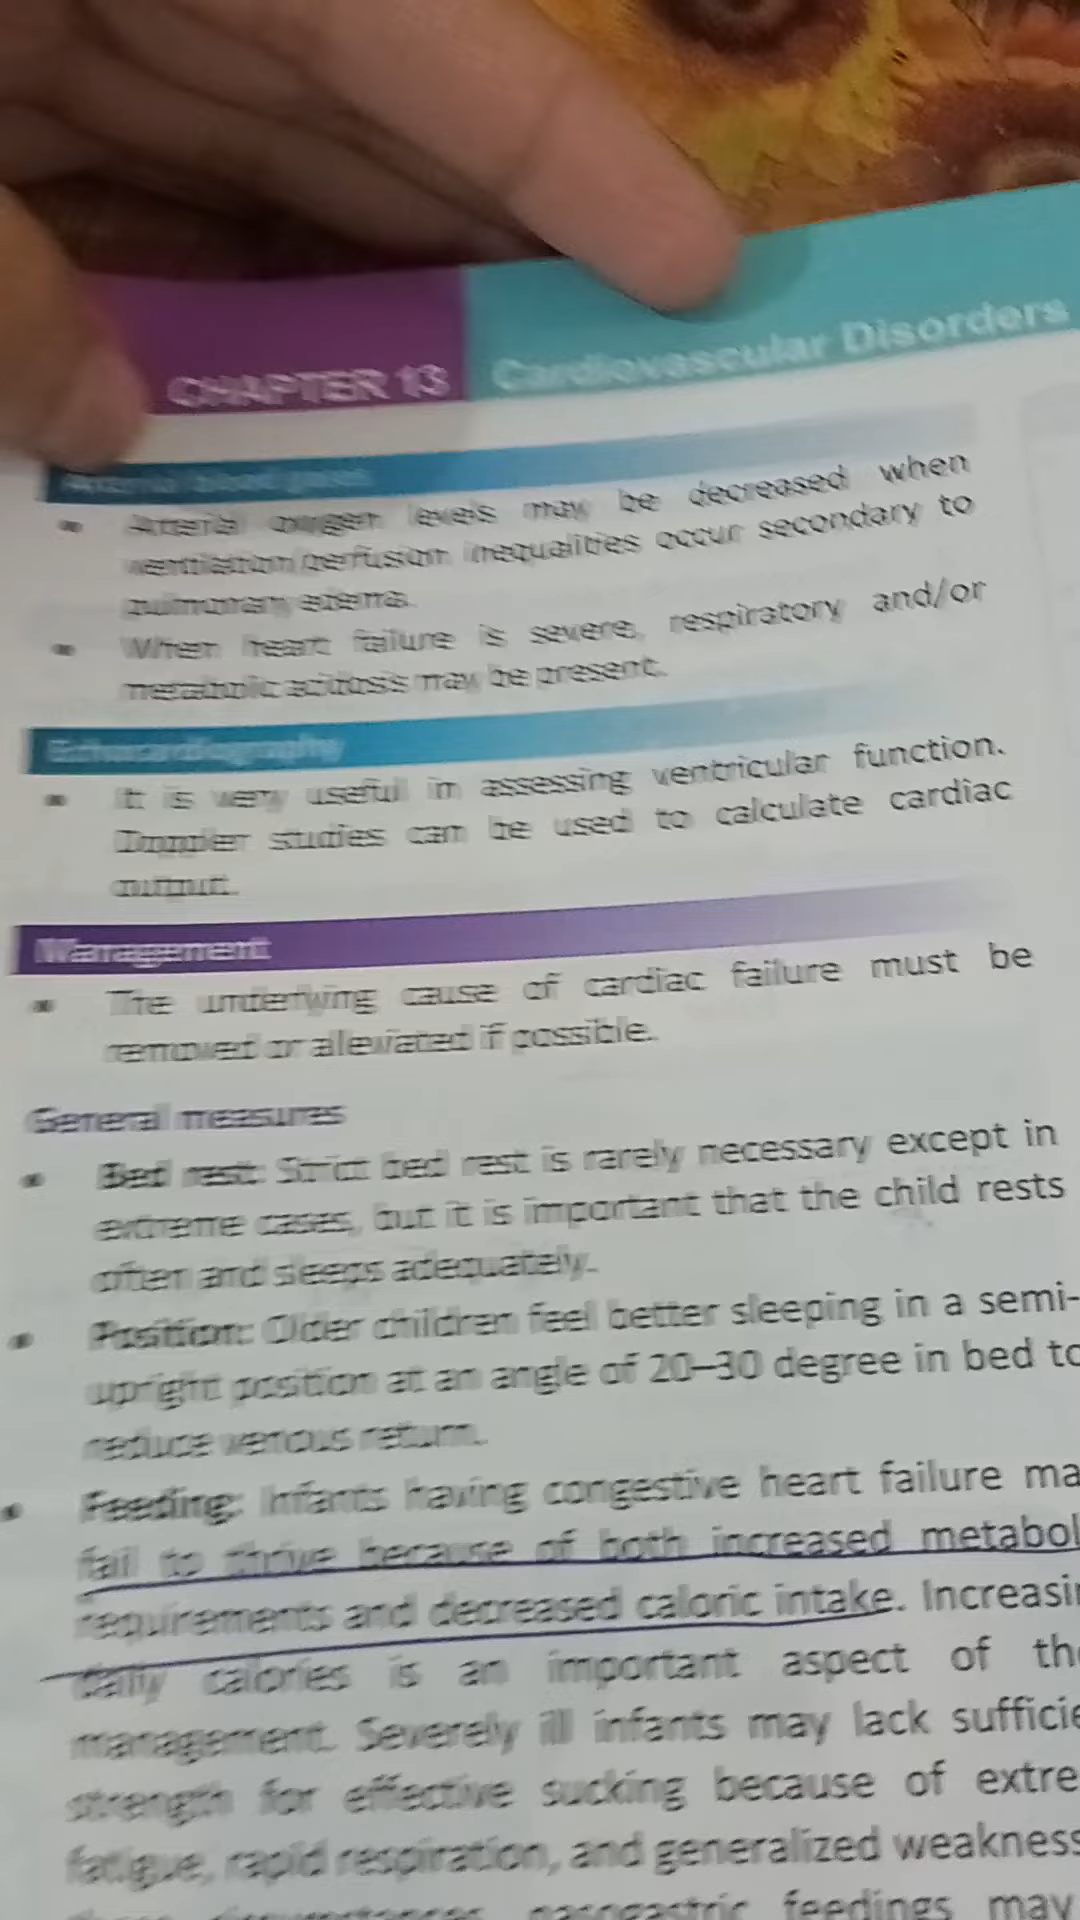 CHAPTER 13 Cardiovascular Disorders
Arterial blood gases
• Arterial oxygen levels may be decreased when
ventilation/perfusion inequalities occur secondary to
pulmonary edema.
• When heart failure is severe, respiratory and/or
metabolic acidosis may be present.
Echocardiography
• It is very useful in assessing ventricular function.
Doppler studies can be used to calculate cardiac
output.
Management
• The underlying cause of cardiac failure must be
removed or alleviated if possible.
General measures
• Bed rest: Strict bed rest is rarely necessary except in
extreme cases, but it is important that the child rests
often and sleeps adequately.
• Position: Older children feel better sleeping in a semi-
upright position at an angle of 20–30 degree in bed to
reduce venous return.
• Feeding: Infants having congestive heart failure ma
fail to thrive because of both increased metabol
requirements and decreased caloric intake. Increasi
daily calories is an important aspect of th
management. Severely ill infants may lack sufficie
strength for effective sucking because of extre
fatigue, rapid respiration, and generalized weakness
these circumstances, nasogastric feedings may